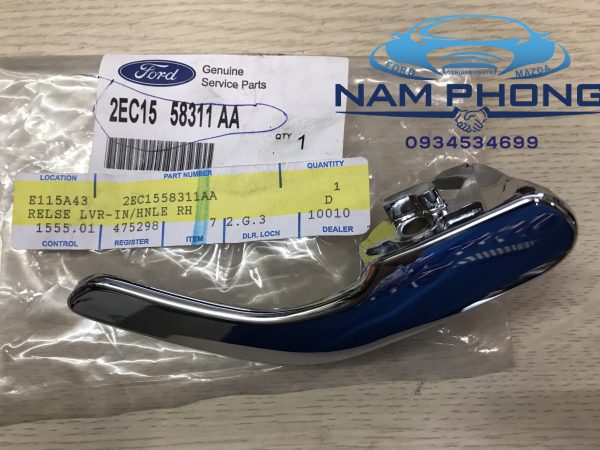 Ford
Genuine
Service Parts
2EC15 58311 AA
QTY 1
LOCATION PART NUMBER QUANTITY
E115A43 2EC1558311AA 1
RELSE LVR-IN/HNLE RH D
1555.01 475298 7 2.G.3 10010
CONTROL REGISTER DLR. LOCN DEALER
FORD GENUINE PARTS MAZDA
NAM PHONG
0934534699